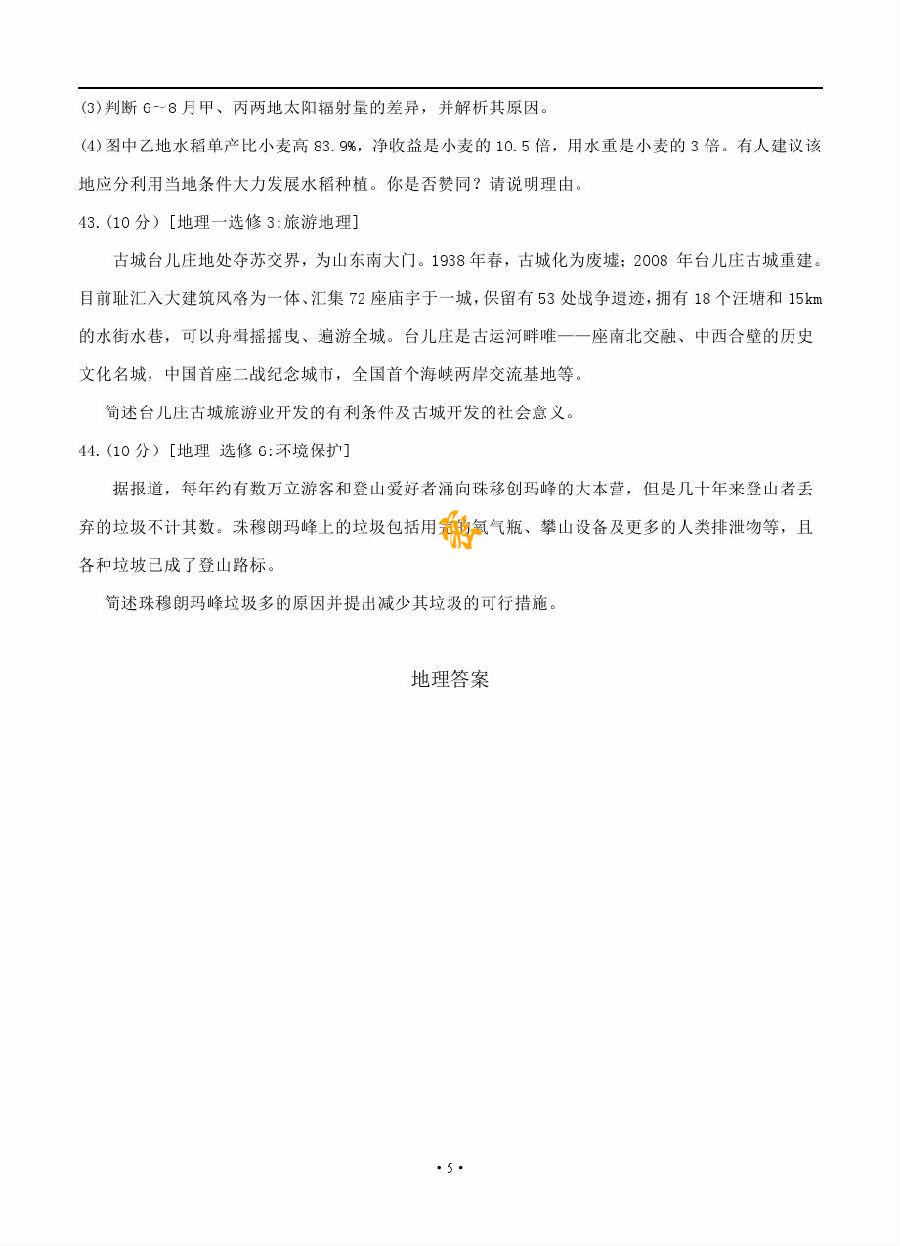 (3)判断 6~8 月甲、丙两地太阳辐射量的差异，并解析其原因。
(4)图中乙地水稻单产比小麦高 83.9%，净收益是小麦的 10.5 倍，用水重是小麦的 3 倍。有人建议该
地应分利用当地条件大力发展水稻种植。你是否赞同？请说明理由。
43.(10 分) [地理一选修 3:旅游地理]
古城台儿庄地处夺苏交界，为山东南大门。1938 年春，古城化为废墟；2008 年台儿庄古城重建。
目前耻汇入大建筑风格为一体、汇集 72 座庙宇于一城，保留有 53 处战争遗迹，拥有 18 个汪塘和 15km
的水街水巷，可以舟楫摇摇曳、遍游全城。台儿庄是古运河畔唯——座南北交融、中西合璧的历史
文化名城，中国首座二战纪念城市，全国首个海峡两岸交流基地等。
简述台儿庄古城旅游业开发的有利条件及古城开发的社会意义。
44.(10 分) [地理 选修 6:环境保护]
据报道，每年约有数万立游客和登山爱好者涌向珠移创玛峰的大本营，但是几十年来登山者丢
弃的垃圾不计其数。珠穆朗玛峰上的垃圾包括用完的氧气瓶、攀山设备及更多的人类排泄物等，且
各种垃圾已成了登山路标。
简述珠穆朗玛峰垃圾多的原因并提出减少其垃圾的可行措施。
地理答案
·5·